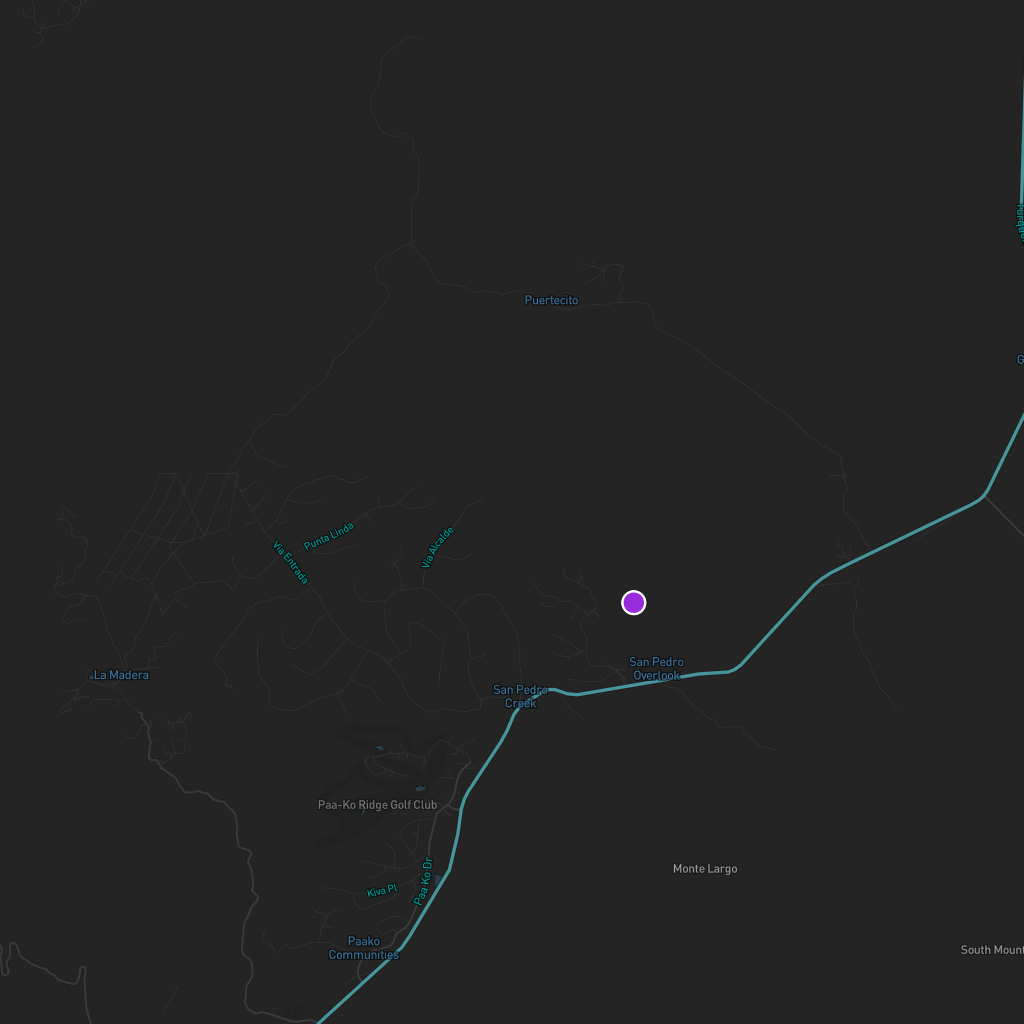 Puertecito
G
Punta Linda
Via Entrada
Via Alcalde
San Pedro
Overlook
La Madera
San Pedro
Creek
Paa-Ko Ridge Golf Club
Monte Largo
Paa Ko Dr
Kiva Pl
Paako
Communities
South Mount